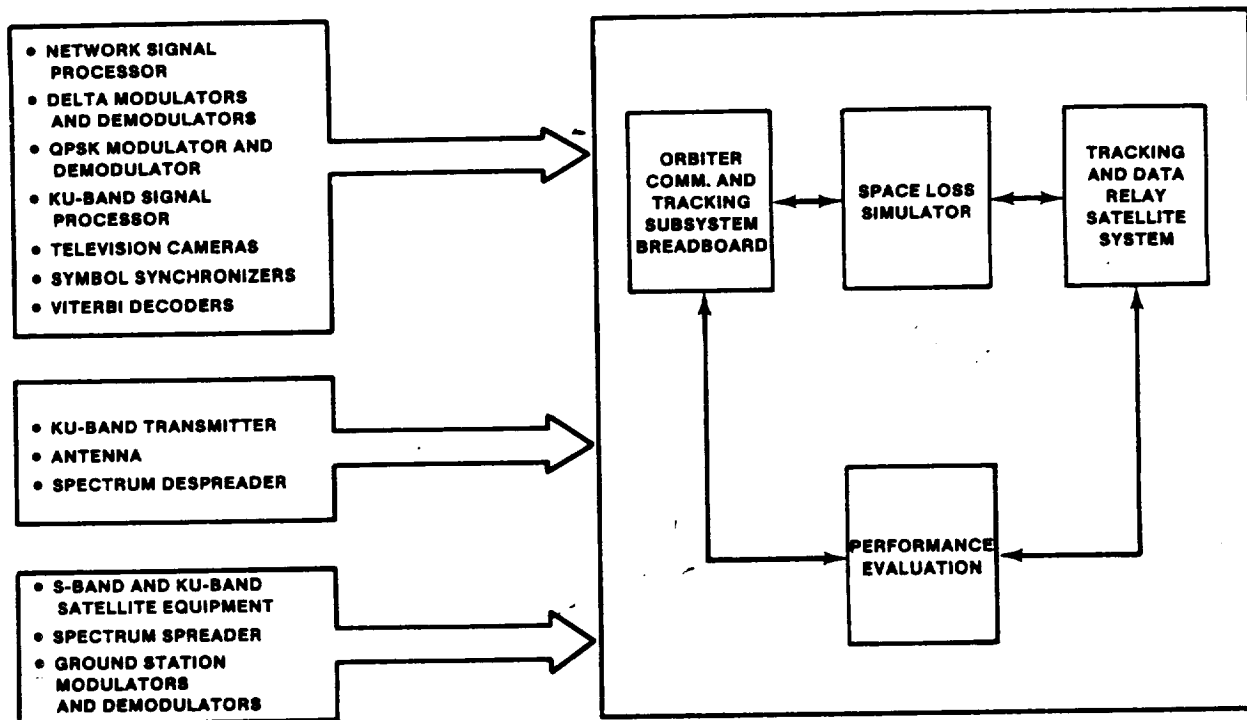 • NETWORK SIGNAL
PROCESSOR
• DELTA MODULATORS
AND DEMODULATORS
• QPSK MODULATOR AND
DEMODULATOR
• KU-BAND SIGNAL
PROCESSOR
• TELEVISION CAMERAS
• SYMBOL SYNCHRONIZERS
• VITERBI DECODERS
• KU-BAND TRANSMITTER
• ANTENNA
• SPECTRUM DESPREADER
• S-BAND AND KU-BAND
SATELLITE EQUIPMENT
• SPECTRUM SPREADER
• GROUND STATION
MODULATORS
AND DEMODULATORS
ORBITER
COMM. AND
TRACKING
SUBSYSTEM
BREADBOARD
SPACE LOSS
SIMULATOR
TRACKING
AND DATA
RELAY
SATELLITE
SYSTEM
PERFORMANCE
EVALUATION